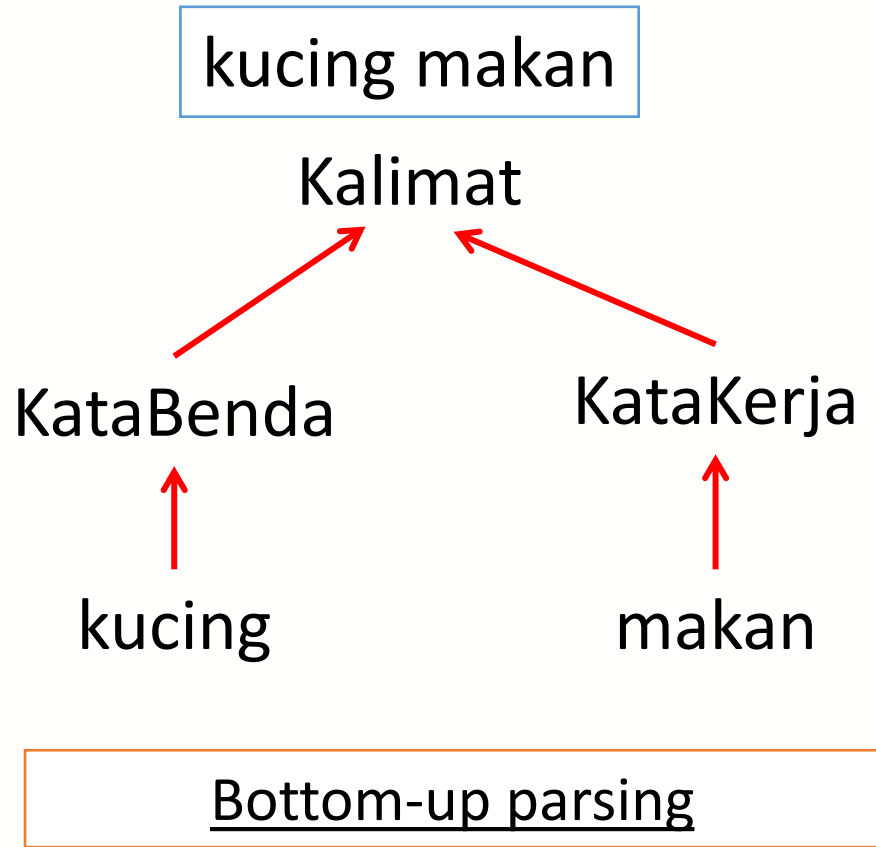 kucing makan
Kalimat
KataBenda
KataKerja
kucing
makan
Bottom-up parsing